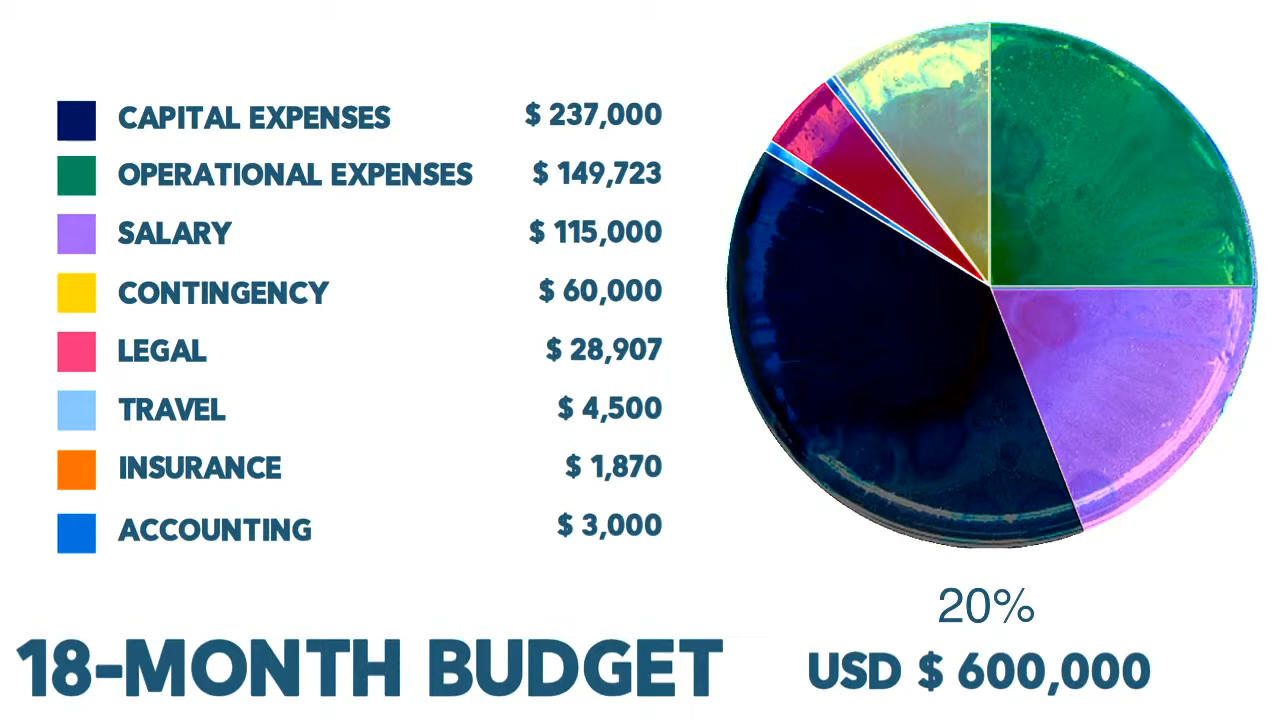 CAPITAL EXPENSES $ 237,000
OPERATIONAL EXPENSES $ 149,723
SALARY $ 115,000
CONTINGENCY $ 60,000
LEGAL $ 28,907
TRAVEL $ 4,500
INSURANCE $ 1,870
ACCOUNTING $ 3,000
20%
18-MONTH BUDGET USD $ 600,000